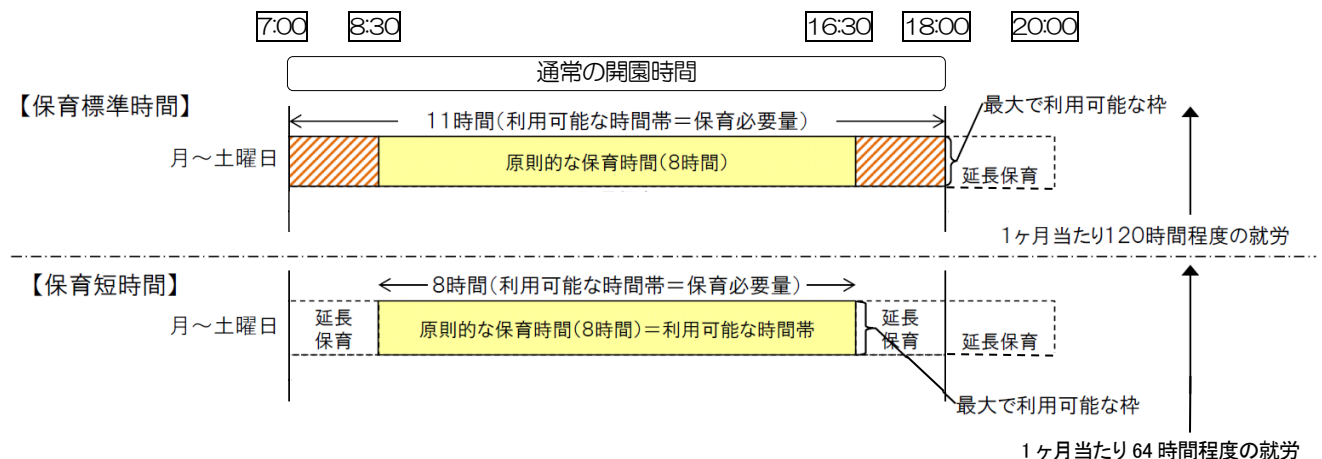 7:00 8:30 16:30 18:00 20:00
通常の開園時間
【保育標準時間】
11時間(利用可能な時間帯＝保育必要量)
最大で利用可能な枠
月～土曜日
原則的な保育時間(8時間)
延長保育
1ヶ月当たり120時間程度の就労
【保育短時間】
8時間(利用可能な時間帯＝保育必要量)
月～土曜日
延長
保育
原則的な保育時間(8時間)＝利用可能な時間帯
延長
保育
延長保育
最大で利用可能な枠
1ヶ月当たり 64 時間程度の就労